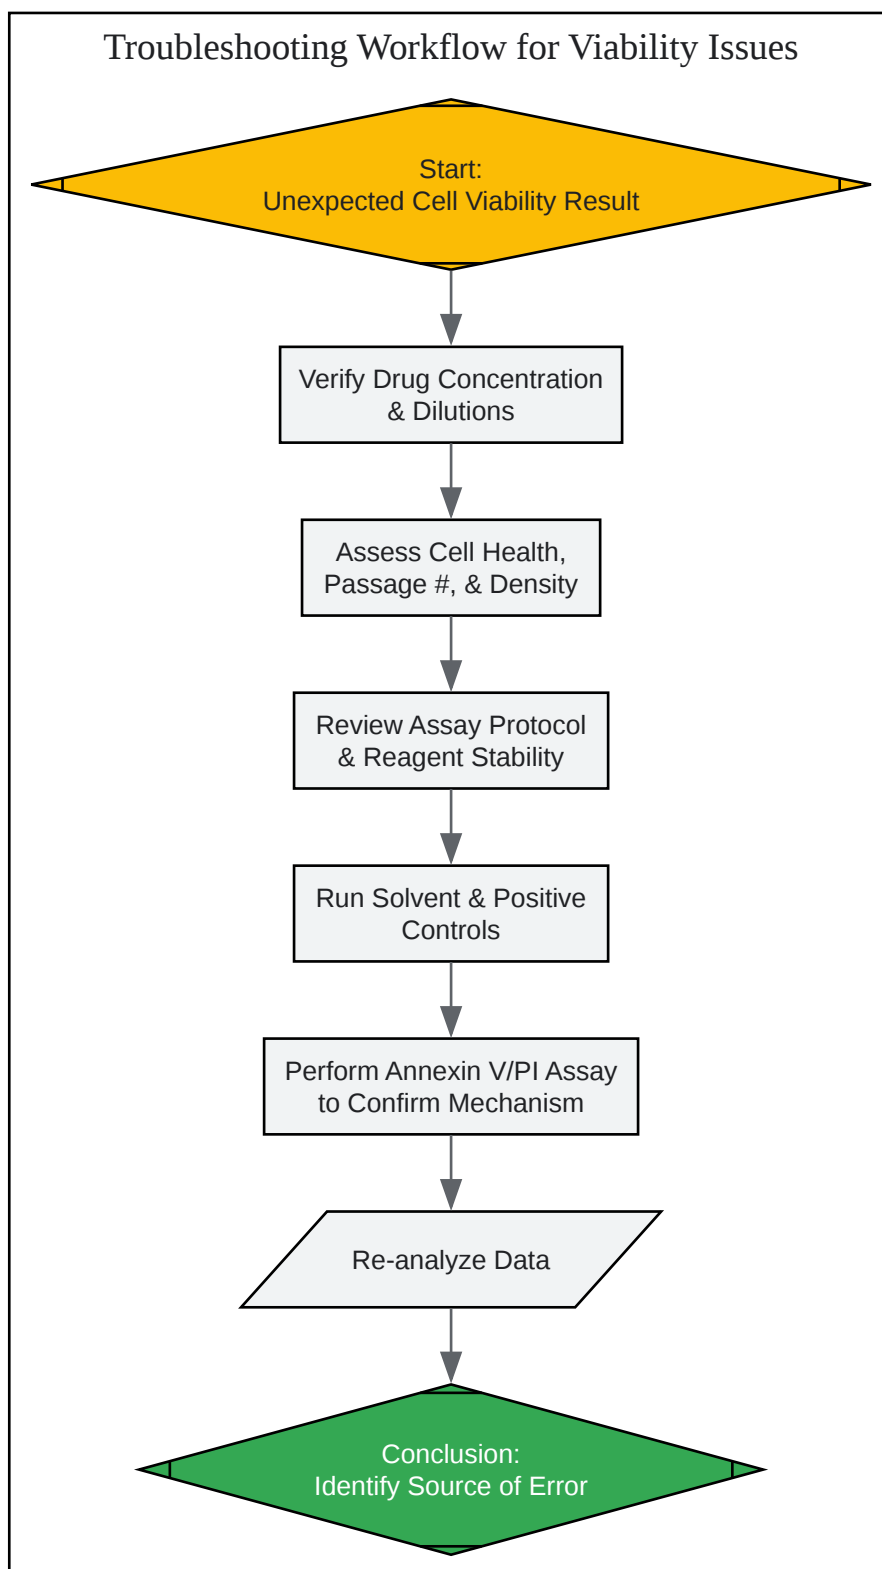 Troubleshooting Workflow for Viability Issues
Start:
Unexpected Cell Viability Result
Verify Drug Concentration
& Dilutions
Assess Cell Health,
Passage #, & Density
Review Assay Protocol
& Reagent Stability
Run Solvent & Positive
Controls
Perform Annexin V/PI Assay
to Confirm Mechanism
Re-analyze Data
Conclusion:
Identify Source of Error